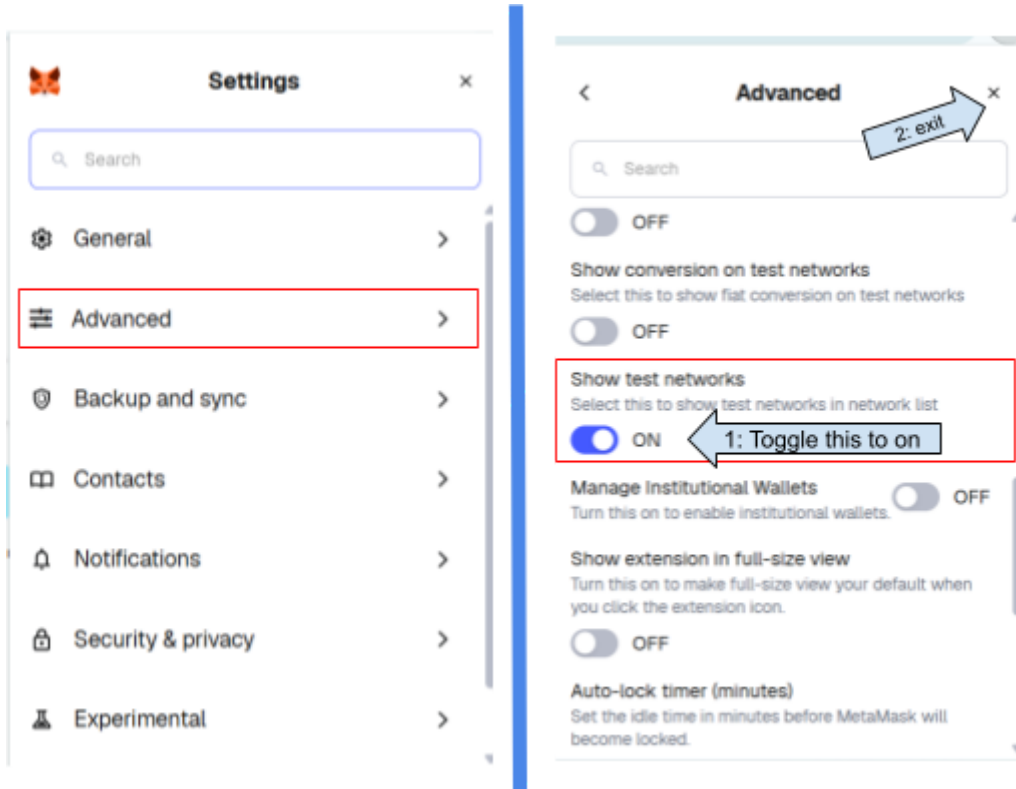 Settings
Search
General
Advanced
Backup and sync
Contacts
Notifications
Security & privacy
Experimental
Advanced
2: exit
Search
OFF
Show conversion on test networks
Select this to show fiat conversion on test networks
OFF
Show test networks
Select this to show test networks in network list
ON
1: Toggle this to on
Manage Institutional Wallets
Turn this on to enable institutional wallets.
OFF
Show extension in full-size view
Turn this on to make full-size view your default when
you click the extension icon.
OFF
Auto-lock timer (minutes)
Set the idle time in minutes before MetaMask will
become locked.